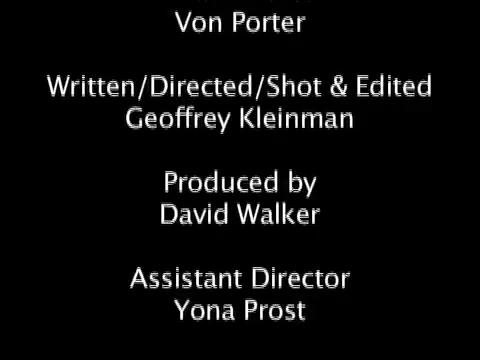 Von Porter
Written/Directed/Shot & Edited
Geoffrey Kleinman
Produced by
David Walker
Assistant Director
Yona Prost